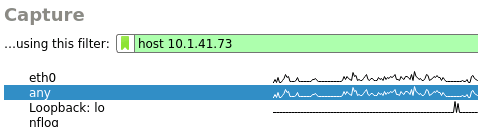 Capture
...using this filter: host 10.1.41.73
eth0
any
Loopback: lo
nflog